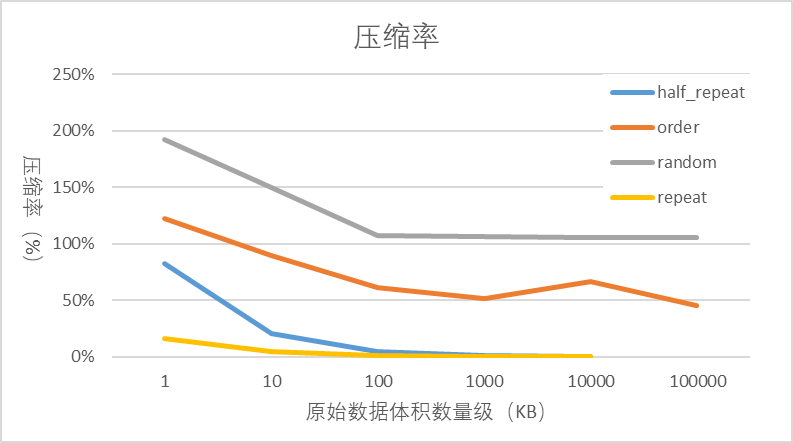 压缩率
250%
200%
150%
100%
50%
0%
压缩率（%）
half_repeat
order
random
repeat
1 10 100 1000 10000 100000
原始数据体积数量级（KB）